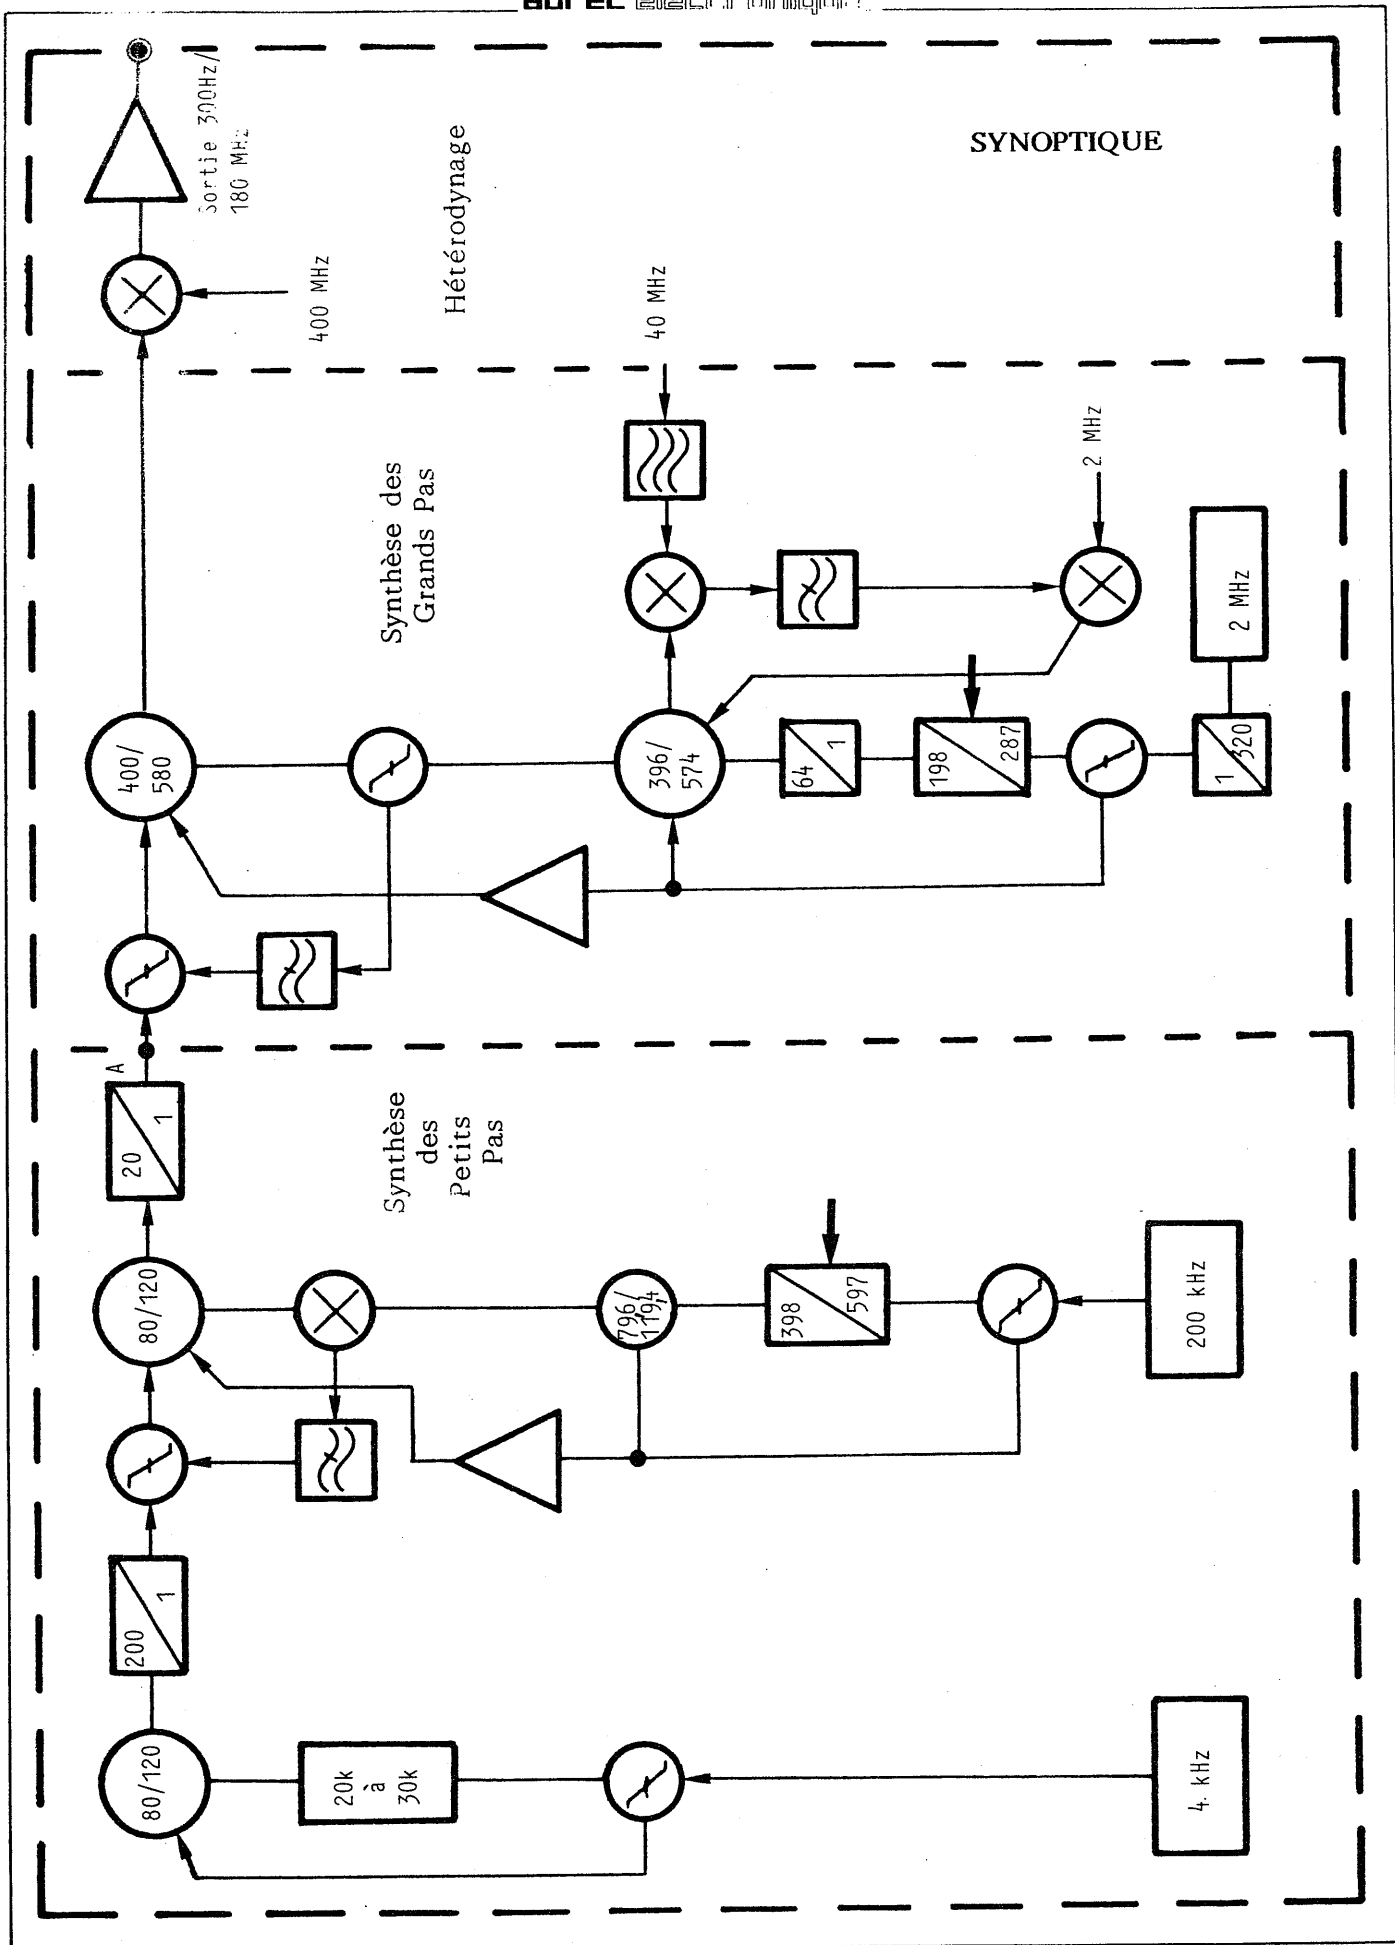 SYNOPTIQUE
Sortie 300Hz/
180 MHz
400 MHz
Hétérodynage
40 MHz
Synthèse des
Grands Pas
400/
580
396/
574
64
1
198
287
1
320
2 MHz
2 MHz
A
20
1
Synthèse
des
Petits
Pas
80/120
796/
1194
398
597
200 kHz
200
1
80/120
20k
à
30k
4 kHz